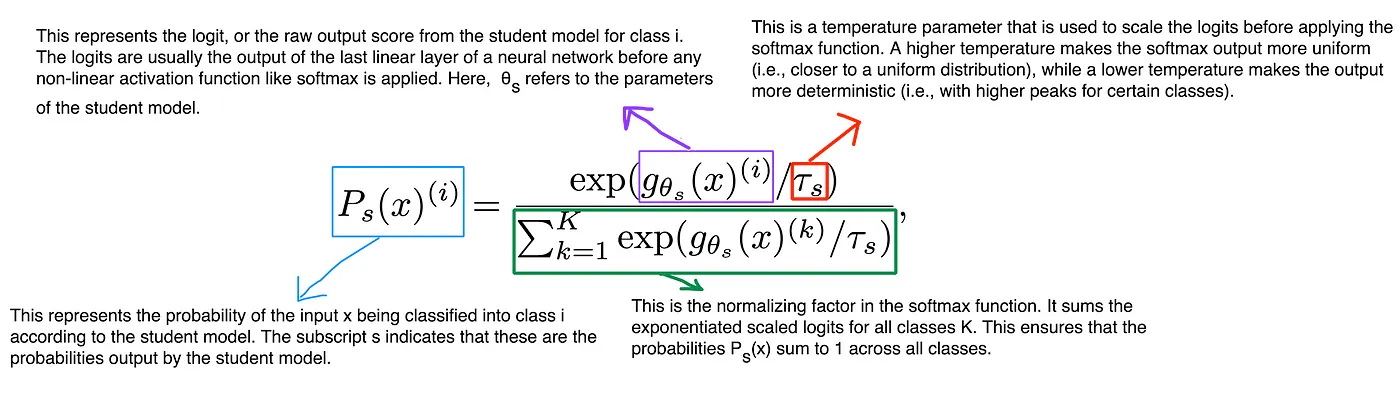 This represents the logit, or the raw output score from the student model for class i.
The logits are usually the output of the last linear layer of a neural network before any
non-linear activation function like softmax is applied. Here, θ_s refers to the parameters
of the student model.
This is a temperature parameter that is used to scale the logits before applying the
softmax function. A higher temperature makes the softmax output more uniform
(i.e., closer to a uniform distribution), while a lower temperature makes the output
more deterministic (i.e., with higher peaks for certain classes).
P_s(x)^{(i)} = \frac{\exp(g_{θ_s}(x)^{(i)}/τ_s)}{\sum_{k=1}^{K} \exp(g_{θ_s}(x)^{(k)}/τ_s)},
This represents the probability of the input x being classified into class i
according to the student model. The subscript s indicates that these are the
probabilities output by the student model.
This is the normalizing factor in the softmax function. It sums the
exponentiated scaled logits for all classes K. This ensures that the
probabilities P_s(x) sum to 1 across all classes.